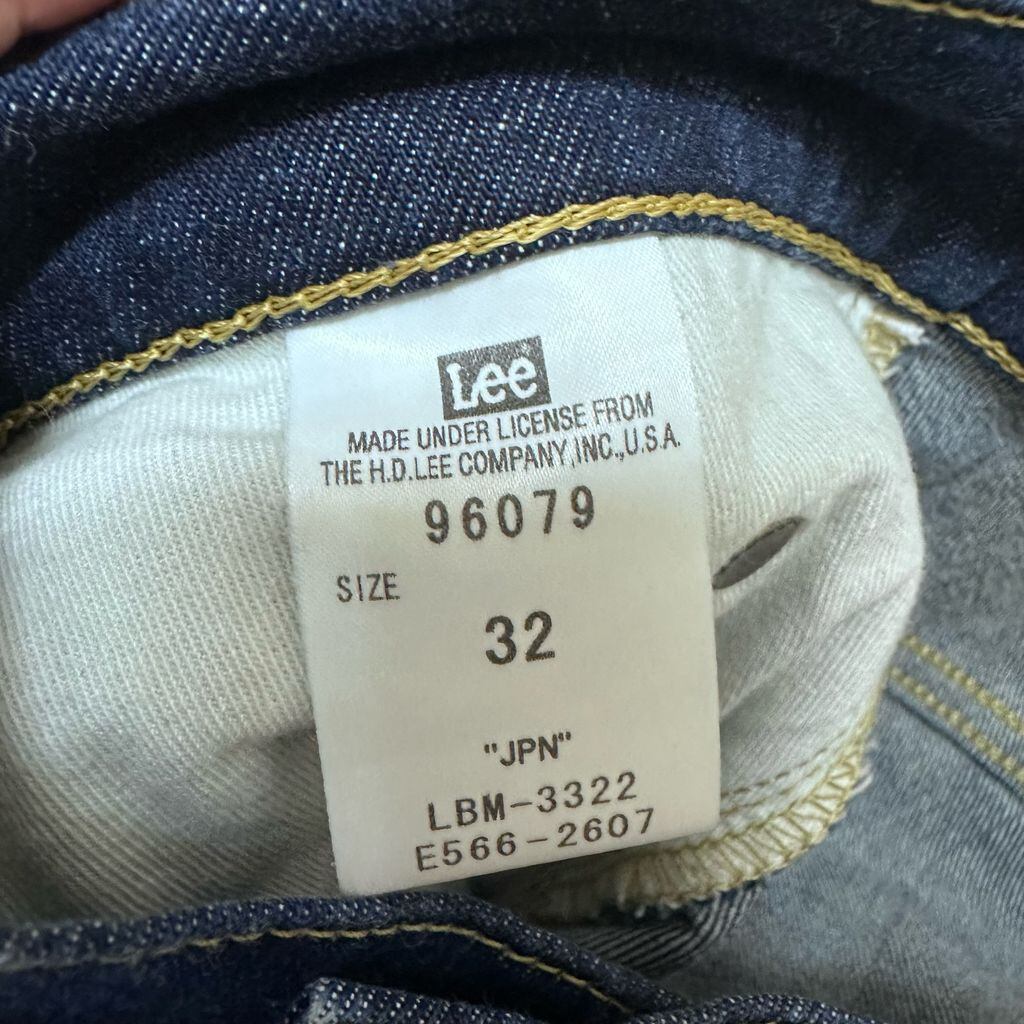 Lee
MADE UNDER LICENSE FROM
THE H.D.LEE COMPANY,INC.,U.S.A.
96079
SIZE
32
"JPN"
LBM-3322
E566-2607